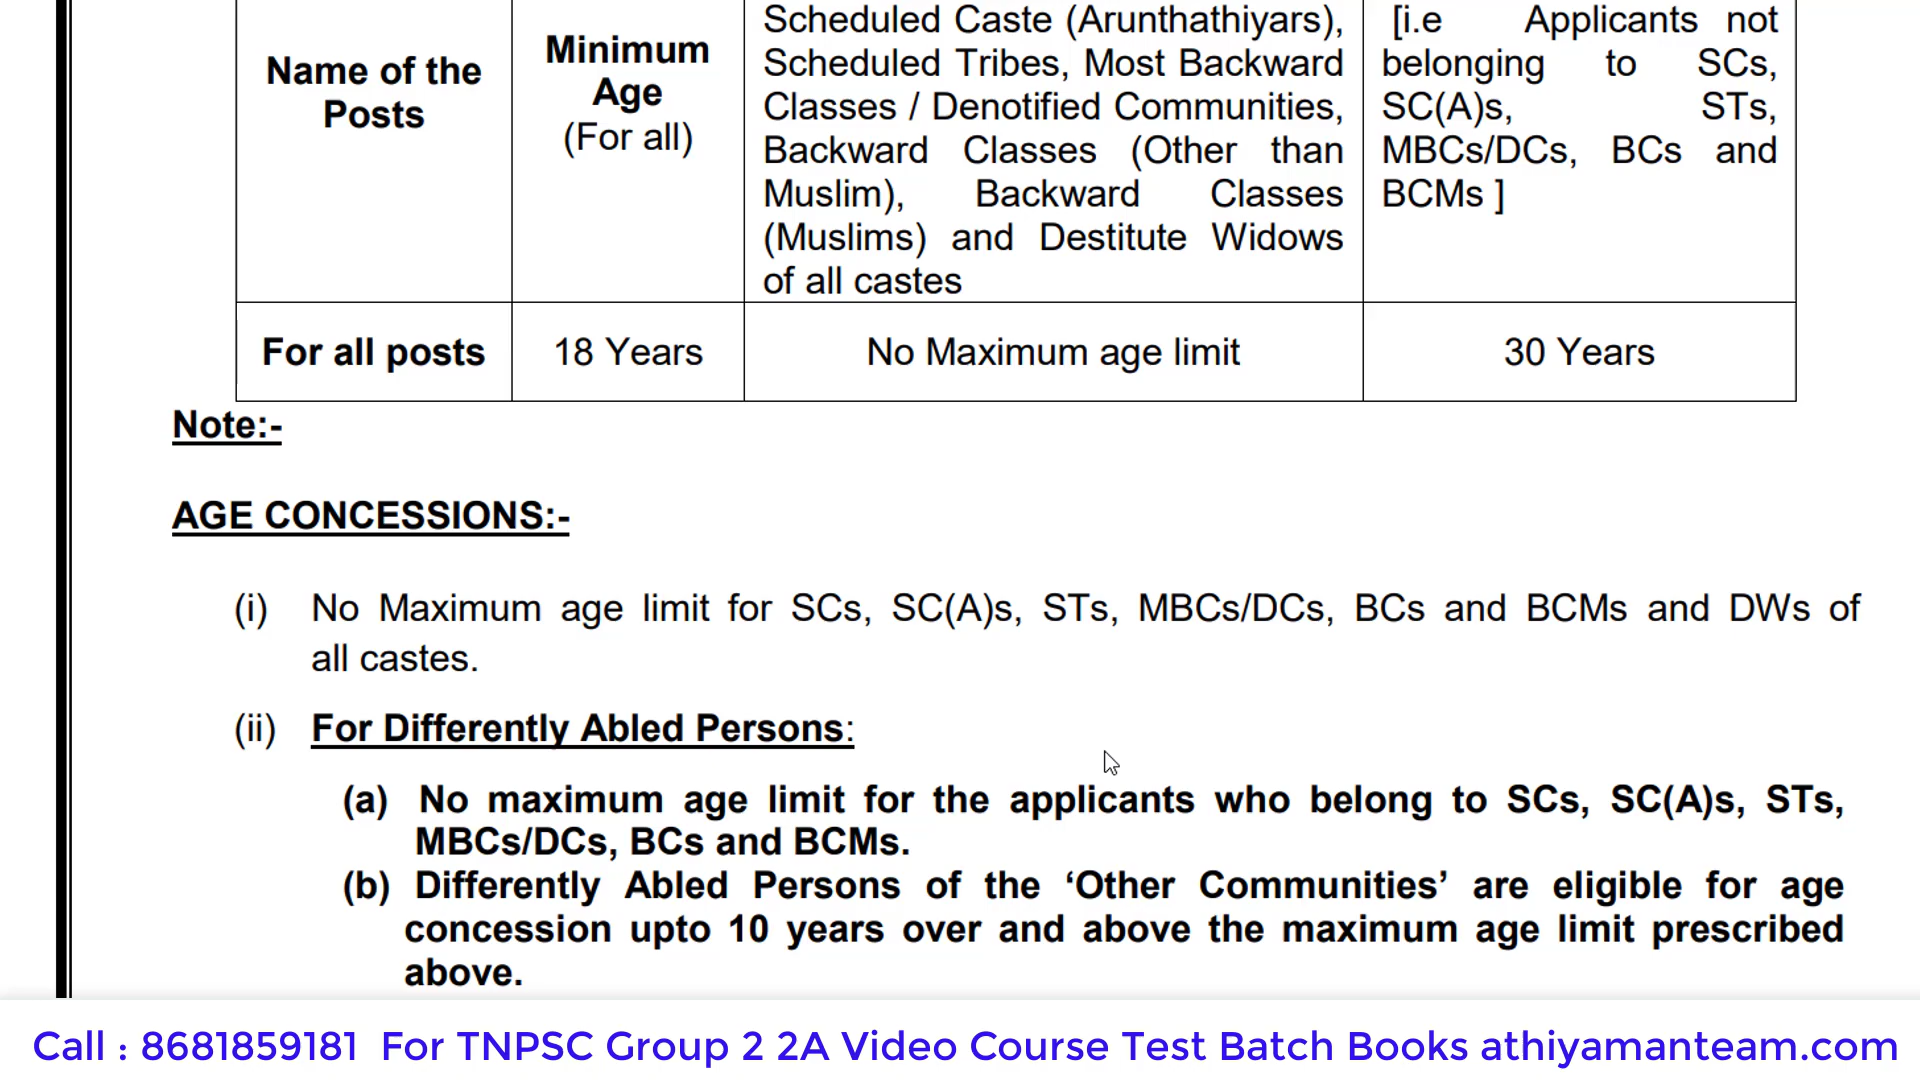 Name of the
Posts
Minimum
Age
(For all)
Scheduled Caste (Arunthathiyars),
Scheduled Tribes, Most Backward
Classes / Denotified Communities,
Backward Classes (Other than
Muslim), Backward Classes
(Muslims) and Destitute Widows
of all castes
[i.e Applicants not
belonging to SCs,
SC(A)s, STs,
MBCs/DCs, BCs and
BCMs ]
For all posts
18 Years
No Maximum age limit
30 Years
Note:-
AGE CONCESSIONS:-
(i) No Maximum age limit for SCs, SC(A)s, STs, MBCs/DCs, BCs and BCMs and DWs of
all castes.
(ii) For Differently Abled Persons:
(a) No maximum age limit for the applicants who belong to SCs, SC(A)s, STs,
MBCs/DCs, BCs and BCMs.
(b) Differently Abled Persons of the ‘Other Communities’ are eligible for age
concession upto 10 years over and above the maximum age limit prescribed
above.
Call : 8681859181 For TNPSC Group 2 2A Video Course Test Batch Books athiyamanteam.com